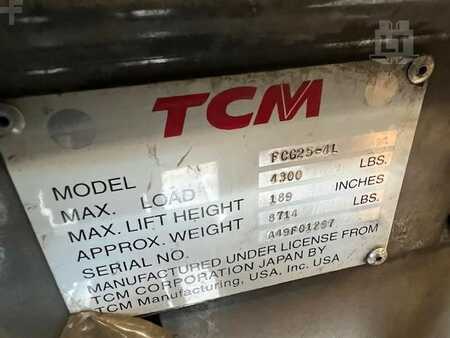 TCM
MODEL FCG25-4L
MAX. LOAD 4300 LBS.
MAX. LIFT HEIGHT 189 INCHES
APPROX. WEIGHT 8714 LBS.
SERIAL NO. A49F01297
MANUFACTURED UNDER LICENSE FROM
TCM CORPORATION JAPAN BY
TCM Manufacturing, USA, Inc. USA